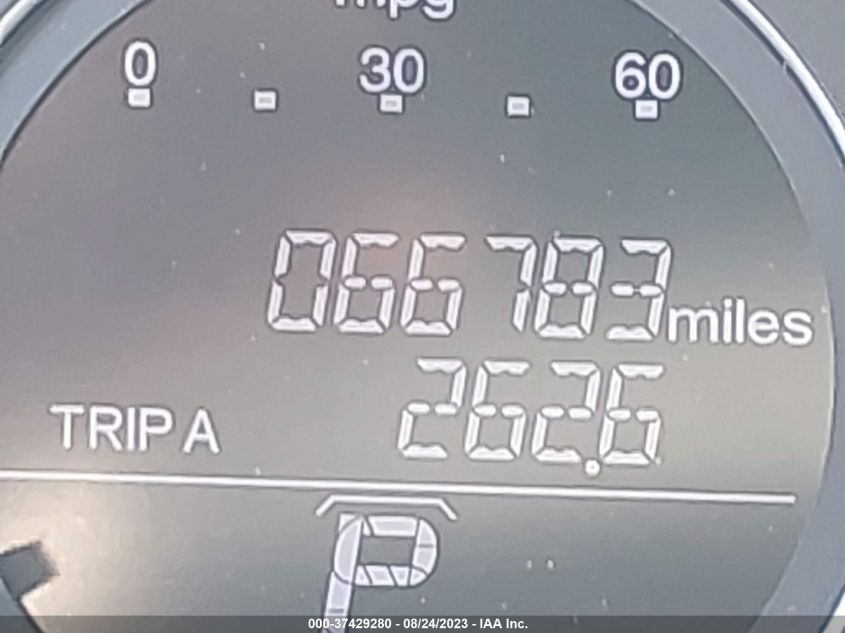 mpg
0 30 60
066783 miles
TRIP A 262.6
P
000-37429280 - 08/24/2023 - IAA Inc.